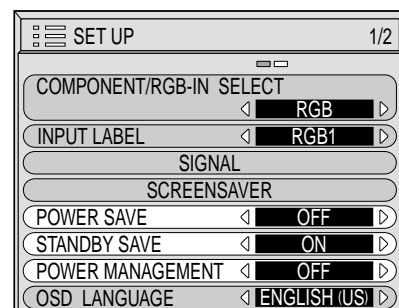 SET UP 1/2
COMPONENT/RGB-IN SELECT
RGB
INPUT LABEL RGB1
SIGNAL
SCREENSAVER
POWER SAVE OFF
STANDBY SAVE ON
POWER MANAGEMENT OFF
OSD LANGUAGE ENGLISH (US)